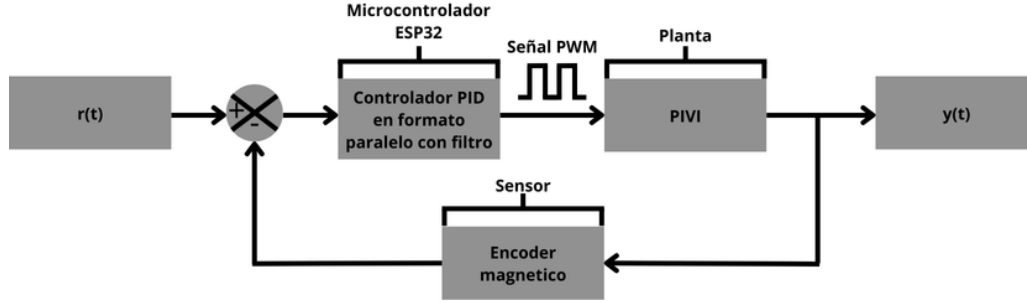 Microcontrolador
ESP32
Señal PWM
Planta
r(t)
+
-
Controlador PID
en formato
paralelo con filtro
PIVI
y(t)
Sensor
Encoder
magnetico